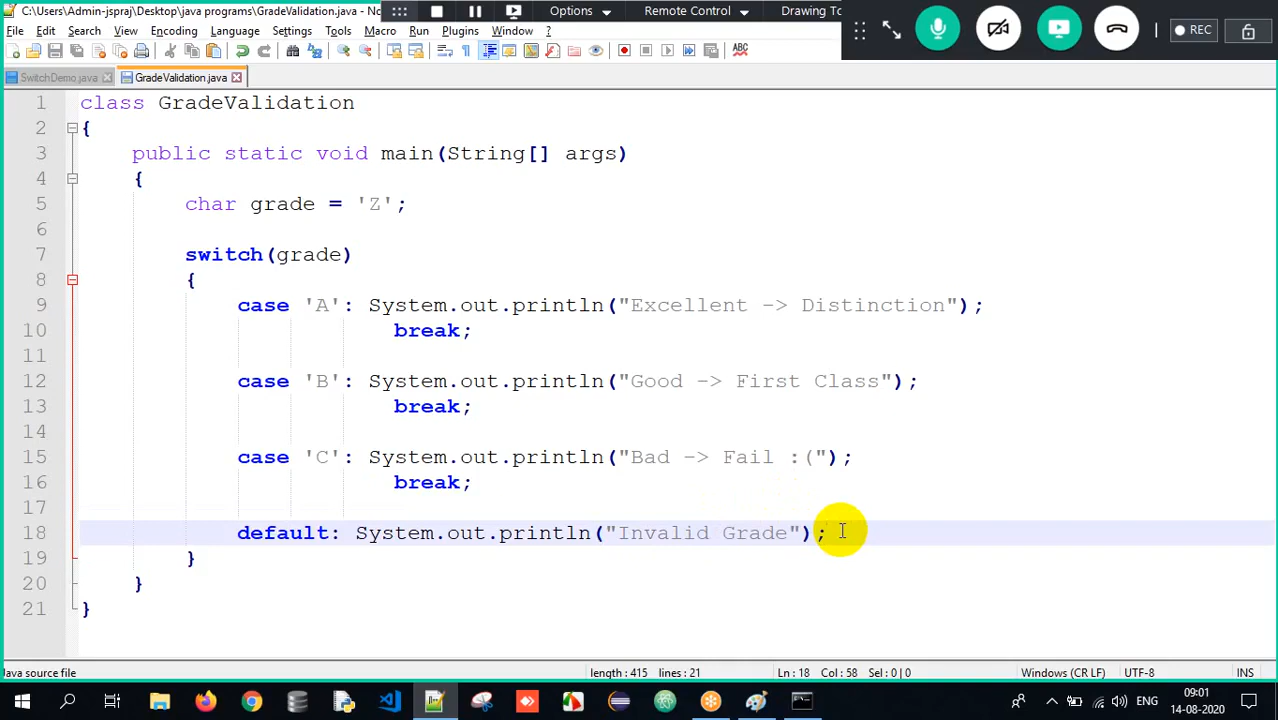 C:\Users\Admin-jspraj\Desktop\java programs\GradeValidation.java - No
Options
Remote Control
Drawing To
REC
File Edit Search View Encoding Language Settings Tools Macro Run Plugins Window ?
ABC
SwitchDemo.java GradeValidation.java
1 class GradeValidation
2 {
3 public static void main(String[] args)
4 {
5 char grade = 'Z';
6
7 switch(grade)
8 {
9 case 'A': System.out.println("Excellent -> Distinction");
10 break;
11
12 case 'B': System.out.println("Good -> First Class");
13 break;
14
15 case 'C': System.out.println("Bad -> Fail :(");
16 break;
17
18 default: System.out.println("Invalid Grade");
19 }
20 }
21 }
Java source file length : 415 lines : 21 Ln : 18 Col : 58 Sel : 0 | 0 Windows (CR LF) UTF-8 INS
ENG
09:01
14-08-2020